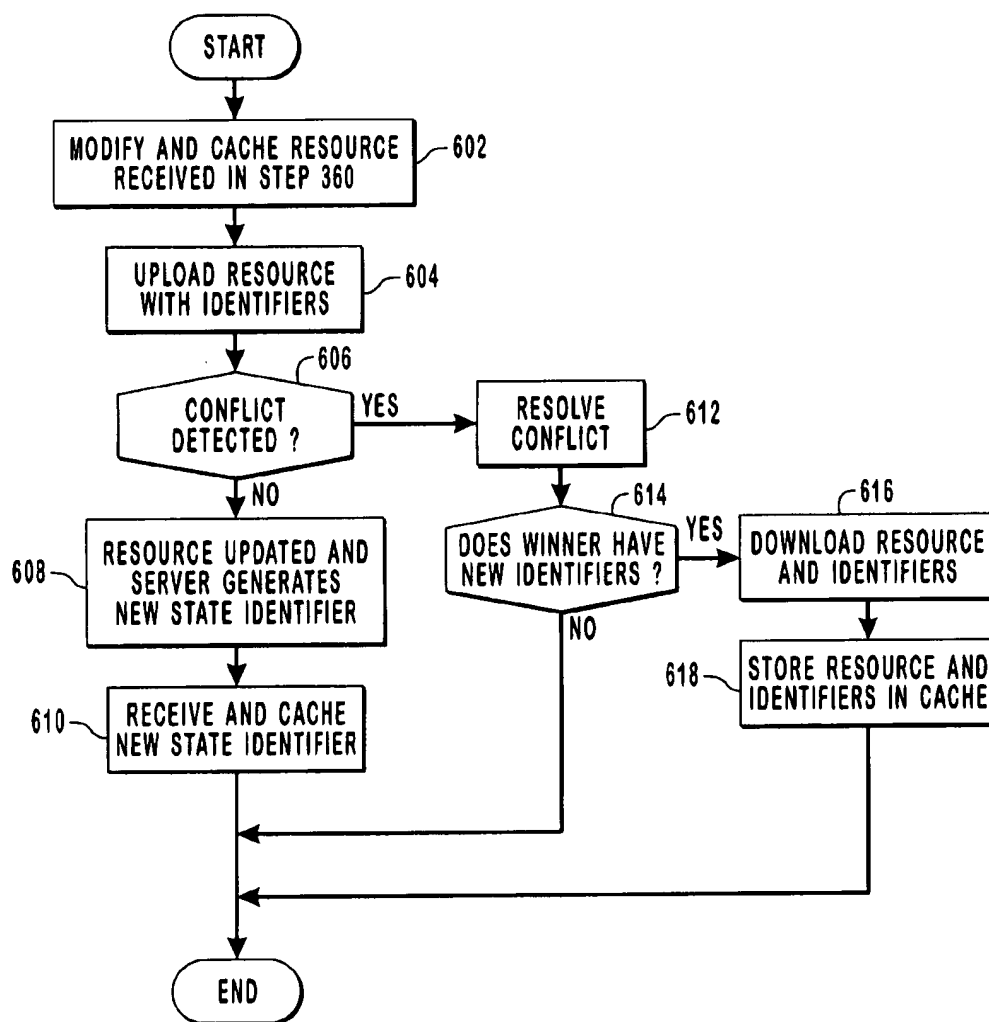 START
MODIFY AND CACHE RESOURCE
RECEIVED IN STEP 360
602
UPLOAD RESOURCE
WITH IDENTIFIERS
604
606
CONFLICT
DETECTED ?
YES
NO
RESOLVE
CONFLICT
612
614
DOES WINNER HAVE
NEW IDENTIFIERS ?
YES
NO
616
DOWNLOAD RESOURCE
AND IDENTIFIERS
608
RESOURCE UPDATED AND
SERVER GENERATES
NEW STATE IDENTIFIER
618
STORE RESOURCE AND
IDENTIFIERS IN CACHE
610
RECEIVE AND CACHE
NEW STATE IDENTIFIER
END